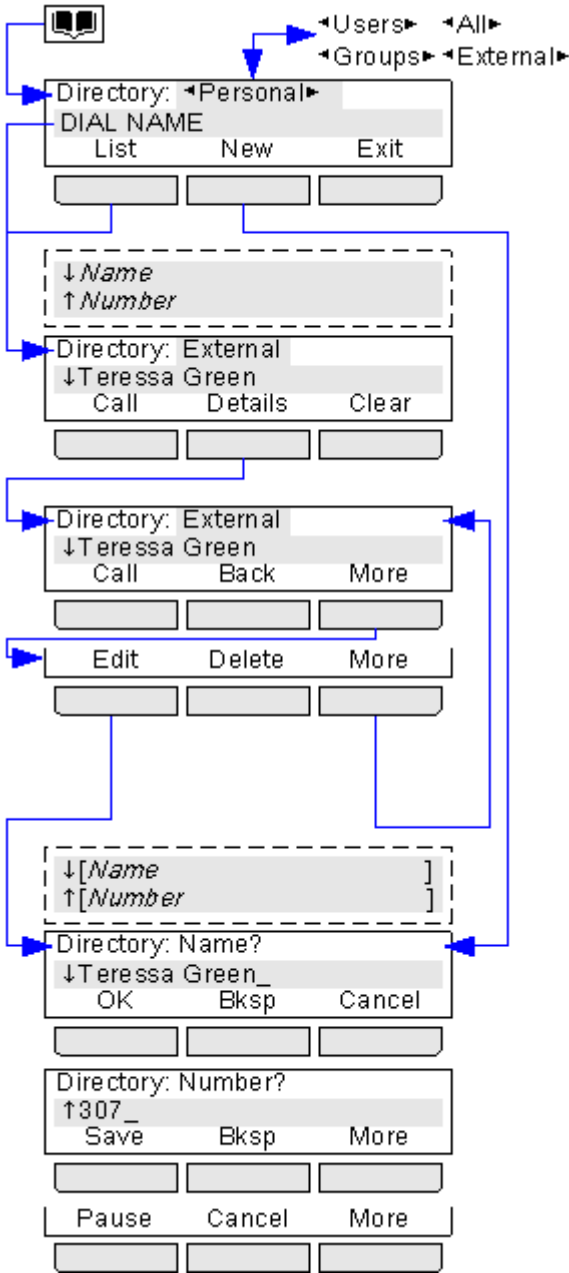 ◂Users▸ ◂All▸
◂Groups▸ ◂External▸
Directory: ◂Personal▸
DIAL NAME
List New Exit
↓Name
↑Number
Directory: External
↓Teressa Green
Call Details Clear
Directory: External
↓Teressa Green
Call Back More
Edit Delete More
↓[Name ]
↑[Number ]
Directory: Name?
↓Teressa Green_
OK Bksp Cancel
Directory: Number?
↑307_
Save Bksp More
Pause Cancel More